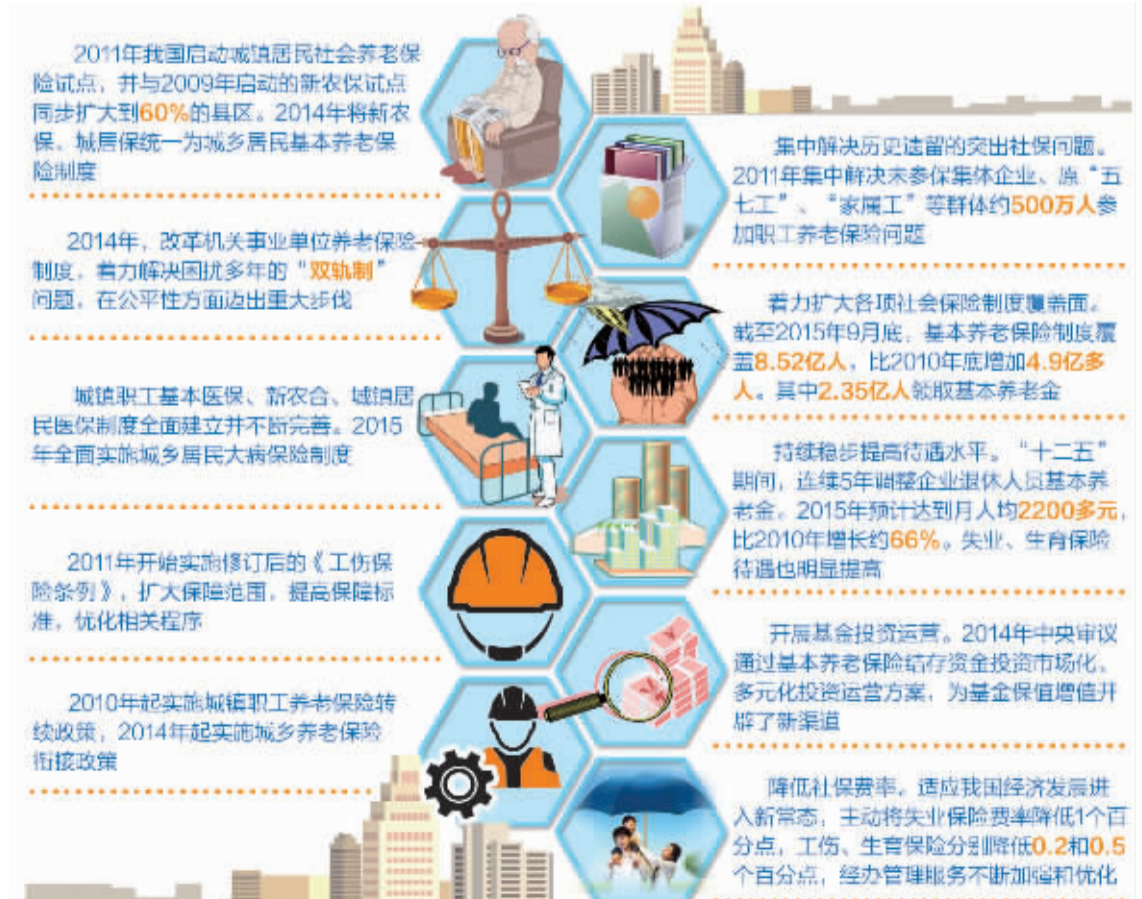 2011年我国启动城镇居民社会养老保
险试点，并与2009年启动的新农保试点
同步扩大到60%的县区。2014年将新农
保、城居保统一为城乡居民基本养老保
险制度
集中解决历史遗留的突出社保问题。
2011年集中解决未参保集体企业、原“五
七工”、“家属工”等群体约500万人参
加职工养老保险问题
2014年，改革机关事业单位养老保险
制度，着力解决困扰多年的“双轨制”
问题，在公平性方面迈出重大步伐
着力扩大各项社会保险制度覆盖面。
截至2015年9月底，基本养老保险制度覆
盖8.52亿人，比2010年底增加4.9亿多
人。其中2.35亿人领取基本养老金
城镇职工基本医保、新农合、城镇居
民医保制度全面建立并不断完善。2015
年全面实施城乡居民大病保险制度
持续稳步提高待遇水平。“十二五”
期间，连续5年调整企业退休人员基本养
老金，2015年预计达到月人均2200多元，
比2010年增长约66%。失业、生育保险
待遇也明显提高
2011年开始实施修订后的《工伤保
险条例》，扩大保障范围，提高保障标
准，优化相关程序
开展基金投资运营。2014年中央审议
通过基本养老保险结存资金投资市场化、
多元化投资运营方案，为基金保值增值开
辟了新渠道
2010年起实施城镇职工养老保险转
续政策，2014年起实施城乡养老保险
衔接政策
降低社保费率，适应我国经济发展进
入新常态，主动将失业保险费率降低1个百
分点，工伤、生育保险分别降低0.2和0.5
个百分点，经办管理服务不断加强和优化